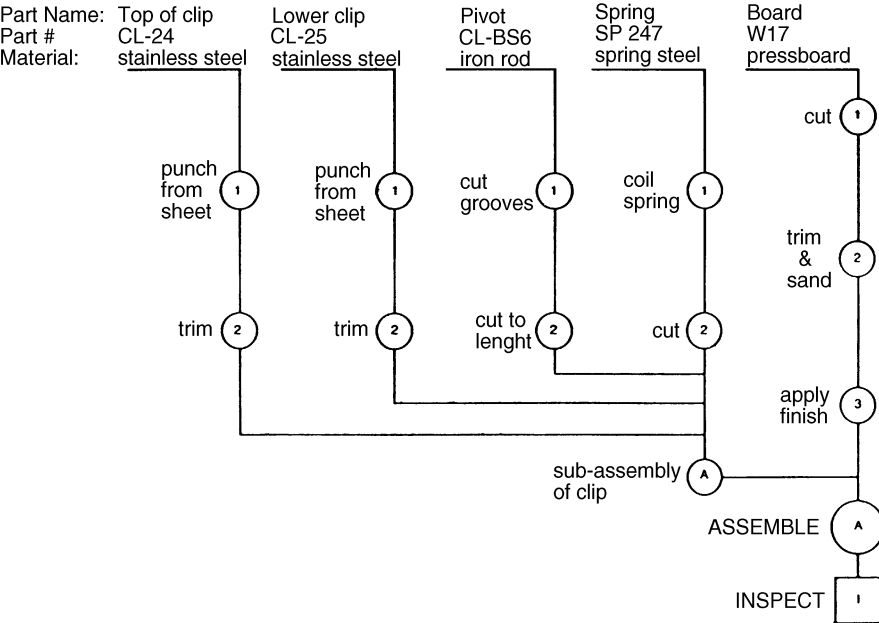 Part Name: Top of clip Lower clip Pivot Spring Board
Part # CL-24 CL-25 CL-BS6 SP 247 W17
Material: stainless steel stainless steel iron rod spring steel pressboard
cut 1
punch from sheet 1
punch from sheet 1
cut grooves 1
coil spring 1
trim & sand 2
trim 2
trim 2
cut to lenght 2
cut 2
apply finish 3
sub-assembly of clip A
ASSEMBLE A
INSPECT I